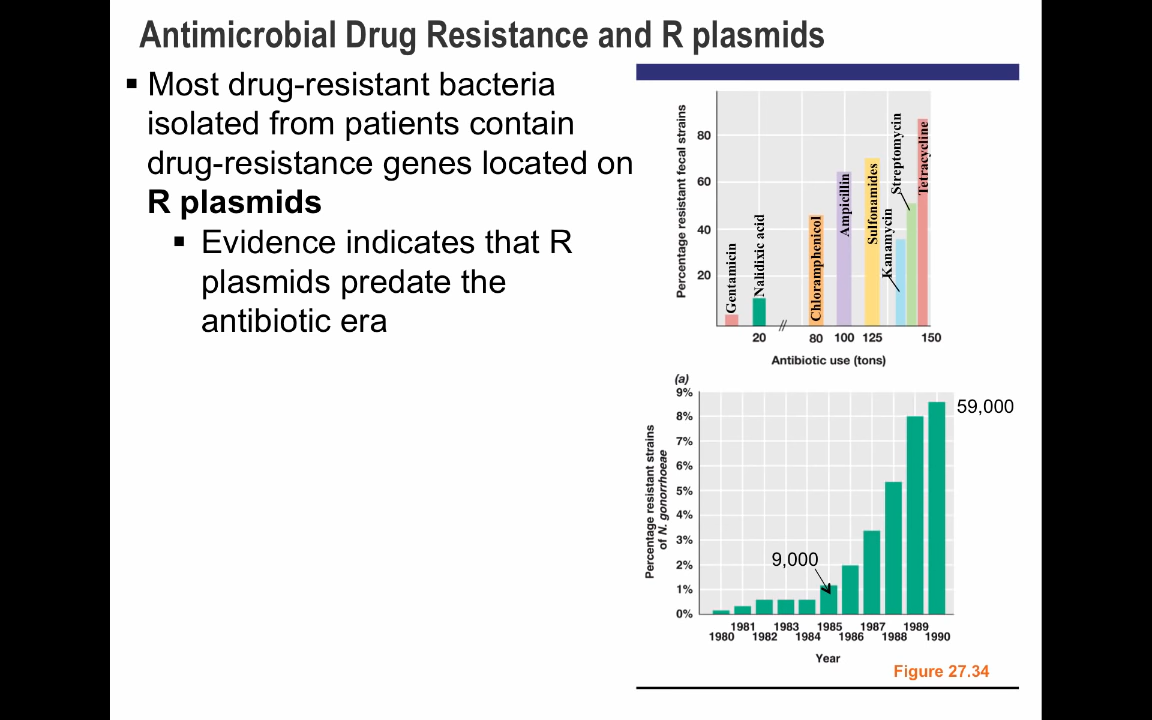 Antimicrobial Drug Resistance and R plasmids
▪ Most drug-resistant bacteria
isolated from patients contain
drug-resistance genes located on
R plasmids
▪ Evidence indicates that R
plasmids predate the
antibiotic era
Percentage resistant fecal strains
80
60
40
20
Gentamicin
Nalidixic acid
Chloramphenicol
Ampicillin
Sulfonamides
Kanamycin
Streptomycin
Tetracycline
20 // 80 100 125 150
Antibiotic use (tons)
(a)
Percentage resistant strains
of N. gonorrhoeae
9%
8%
7%
6%
5%
4%
3%
2%
1%
0%
9,000
59,000
1981 1983 1985 1987 1989
1980 1982 1984 1986 1988 1990
Year
Figure 27.34